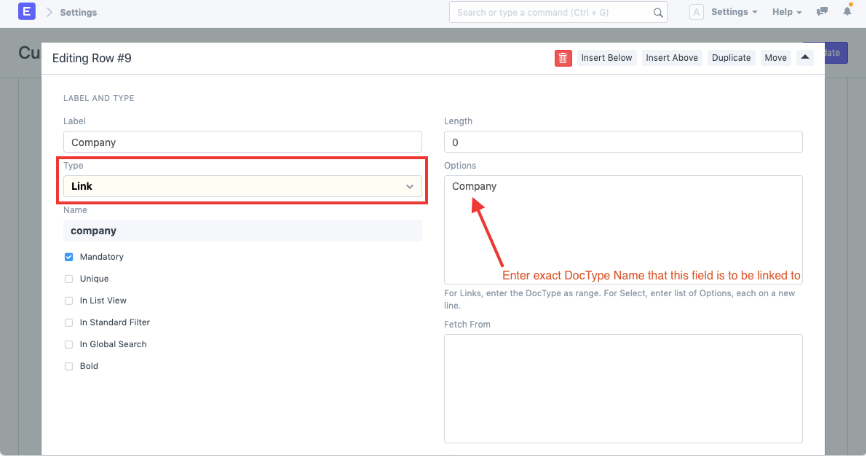 E
Settings
Search or type a command (Ctrl + G)
A
Settings
Help
Cu
date
Editing Row #9
Insert Below
Insert Above
Duplicate
Move
LABEL AND TYPE
Label
Company
Type
Link
Name
company
Mandatory
Unique
In List View
In Standard Filter
In Global Search
Bold
Length
0
Options
Company
Enter exact DocType Name that this field is to be linked to
For Links, enter the DocType as range. For Select, enter list of Options, each on a new
line.
Fetch From